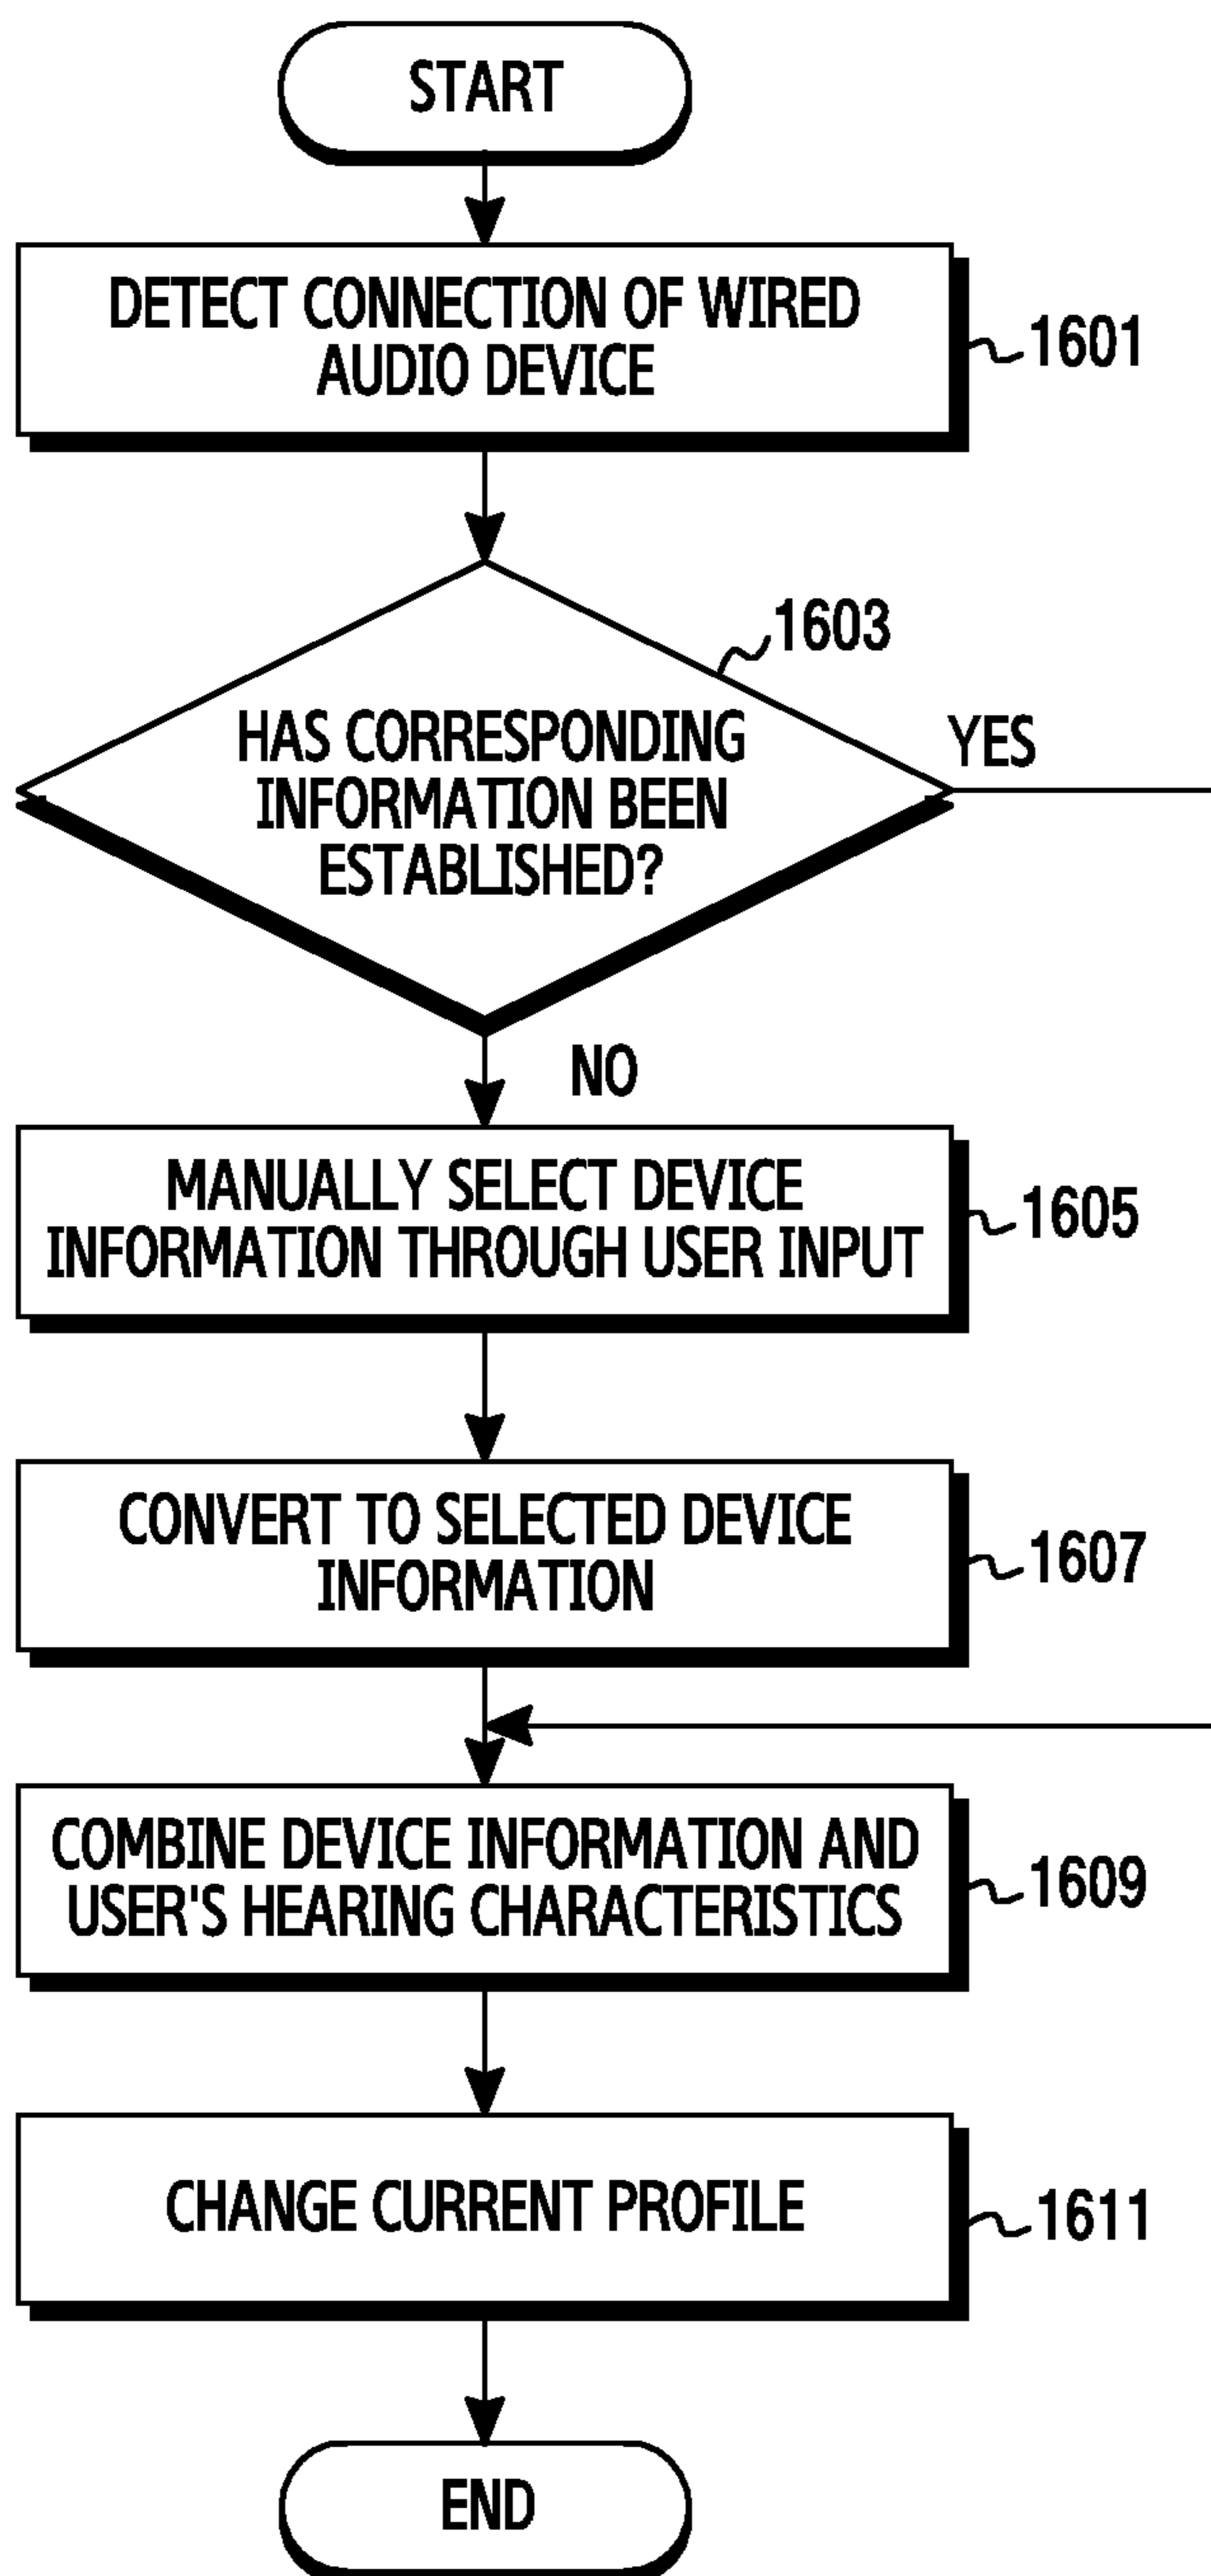 START
DETECT CONNECTION OF WIRED
AUDIO DEVICE
1601
1603
HAS CORRESPONDING
INFORMATION BEEN
ESTABLISHED?
YES
NO
MANUALLY SELECT DEVICE
INFORMATION THROUGH USER INPUT
1605
CONVERT TO SELECTED DEVICE
INFORMATION
1607
COMBINE DEVICE INFORMATION AND
USER'S HEARING CHARACTERISTICS
1609
CHANGE CURRENT PROFILE
1611
END